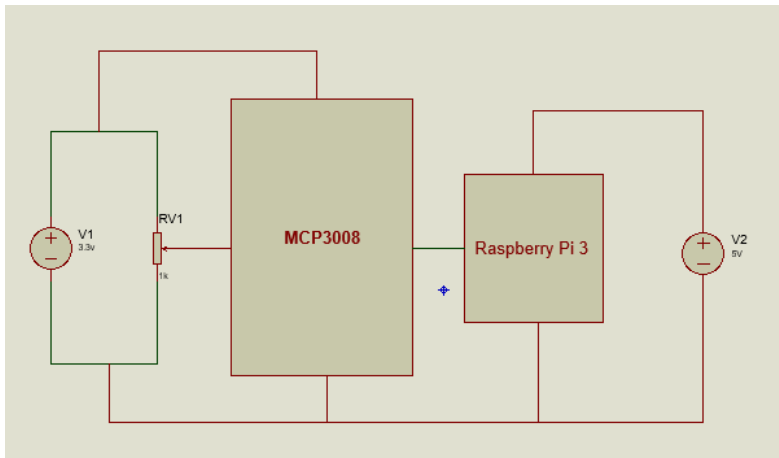 RV1
V1
3.3v
1k
MCP3008
Raspberry Pi 3
V2
5V